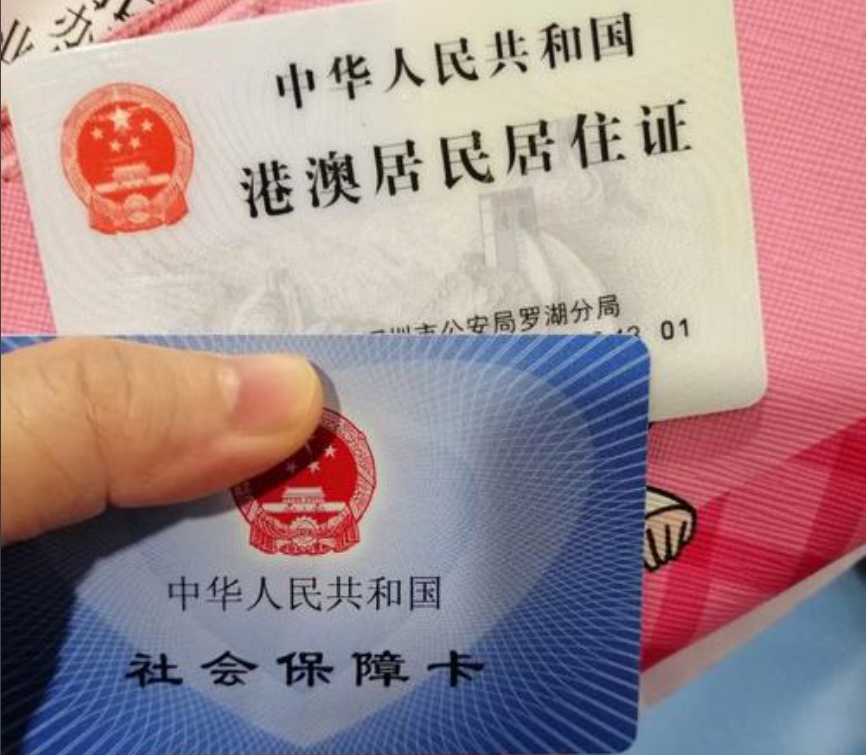 中华人民共和国
港澳居民居住证
圳市公安局罗湖分局
01
中华人民共和国
社会保障卡